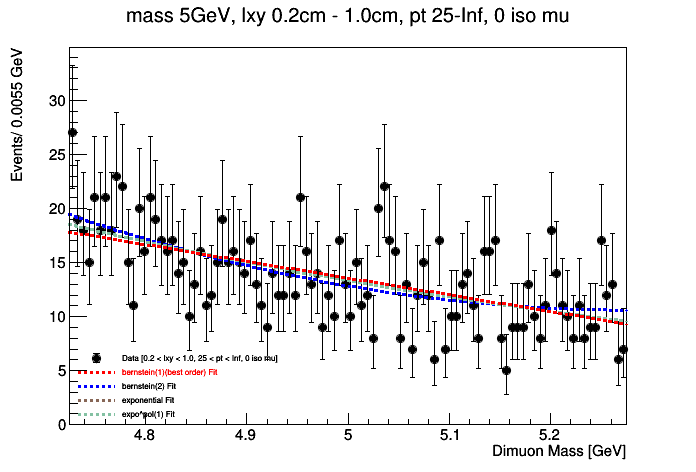 mass 5GeV, lxy 0.2cm - 1.0cm, pt 25-Inf, 0 iso mu
Events/ 0.0055 GeV
30
25
20
15
10
5
0
Data [0.2 < lxy < 1.0, 25 < pt < Inf, 0 iso mu]
bernstein(1)(best order) Fit
bernstein(2) Fit
exponential Fit
expo*pol(1) Fit
4.8 4.9 5 5.1 5.2
Dimuon Mass [GeV]